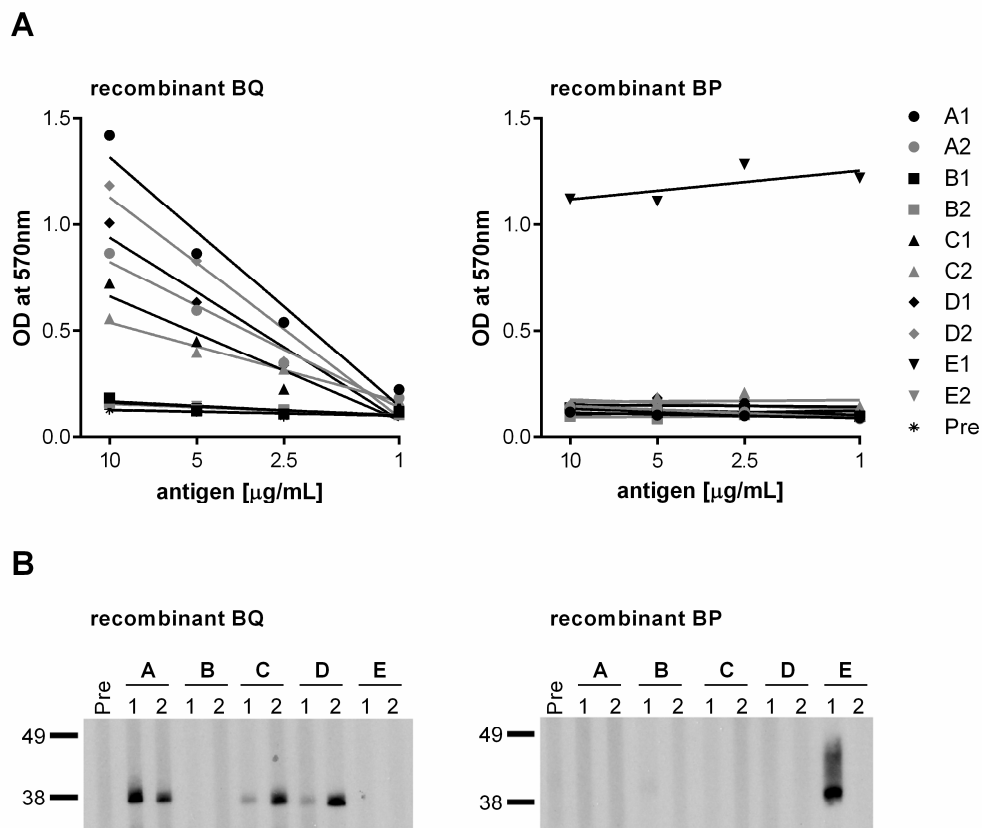 A
recombinant BQ
recombinant BP
OD at 570nm
1.5
1.0
0.5
0.0
10 5 2.5 1
antigen [μg/mL]
OD at 570nm
1.5
1.0
0.5
0.0
10 5 2.5 1
antigen [μg/mL]
A1
A2
B1
B2
C1
C2
D1
D2
E1
E2
Pre
B
recombinant BQ
A B C D E
Pre 1 2 1 2 1 2 1 2 1 2
49
38
recombinant BP
A B C D E
Pre 1 2 1 2 1 2 1 2 1 2
49
38